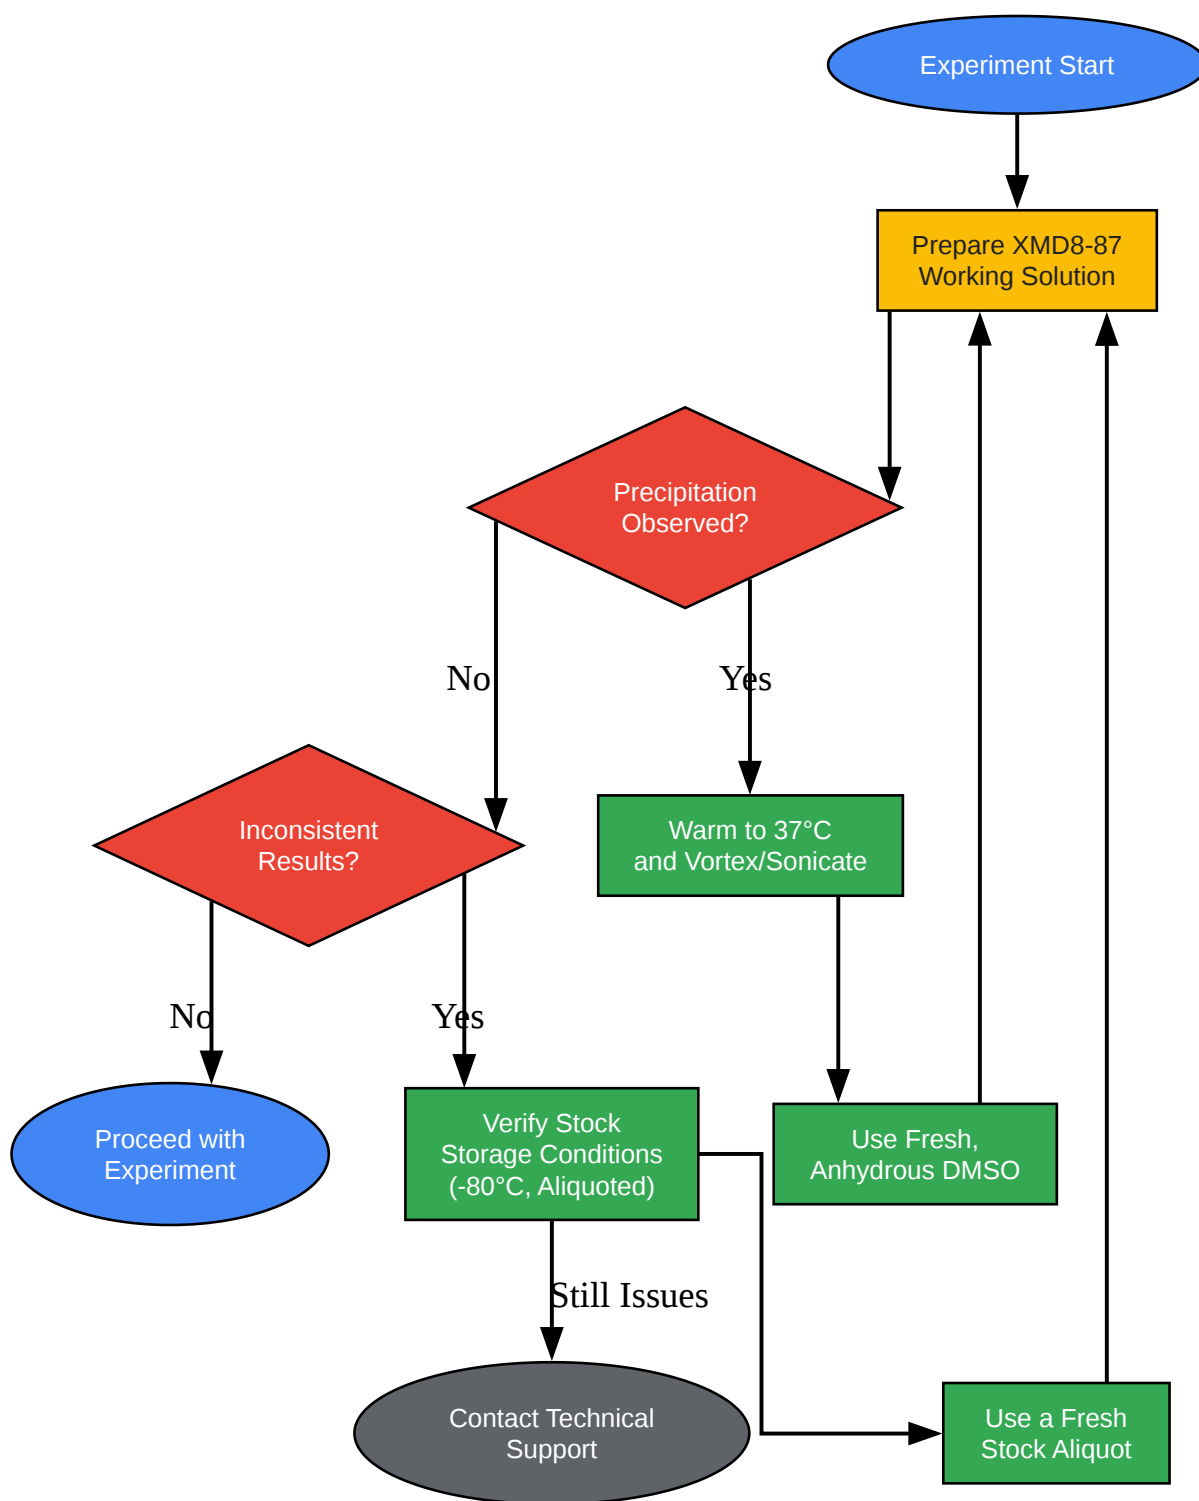 Experiment Start
Prepare XMD8-87
Working Solution
Precipitation
Observed?
No
Yes
Inconsistent
Results?
Warm to 37°C
and Vortex/Sonicate
No
Yes
Proceed with
Experiment
Verify Stock
Storage Conditions
(-80°C, Aliquoted)
Use Fresh,
Anhydrous DMSO
Still Issues
Contact Technical
Support
Use a Fresh
Stock Aliquot